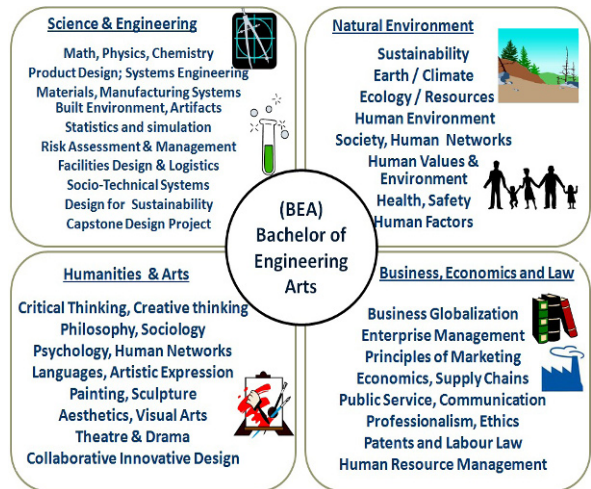 Science & Engineering
Math, Physics, Chemistry
Product Design; Systems Engineering
Materials, Manufacturing Systems
Built Environment, Artifacts
Statistics and simulation
Risk Assessment & Management
Facilities Design & Logistics
Socio-Technical Systems
Design for Sustainability
Capstone Design Project
Natural Environment
Sustainability
Earth / Climate
Ecology / Resources
Human Environment
Society, Human Networks
Human Values &
Environment
Health, Safety
Human Factors
(BEA)
Bachelor of
Engineering
Arts
Humanities & Arts
Critical Thinking, Creative thinking
Philosophy, Sociology
Psychology, Human Networks
Languages, Artistic Expression
Painting, Sculpture
Aesthetics, Visual Arts
Theatre & Drama
Collaborative Innovative Design
Business, Economics and Law
Business Globalization
Enterprise Management
Principles of Marketing
Economics, Supply Chains
Public Service, Communication
Professionalism, Ethics
Patents and Labour Law
Human Resource Management